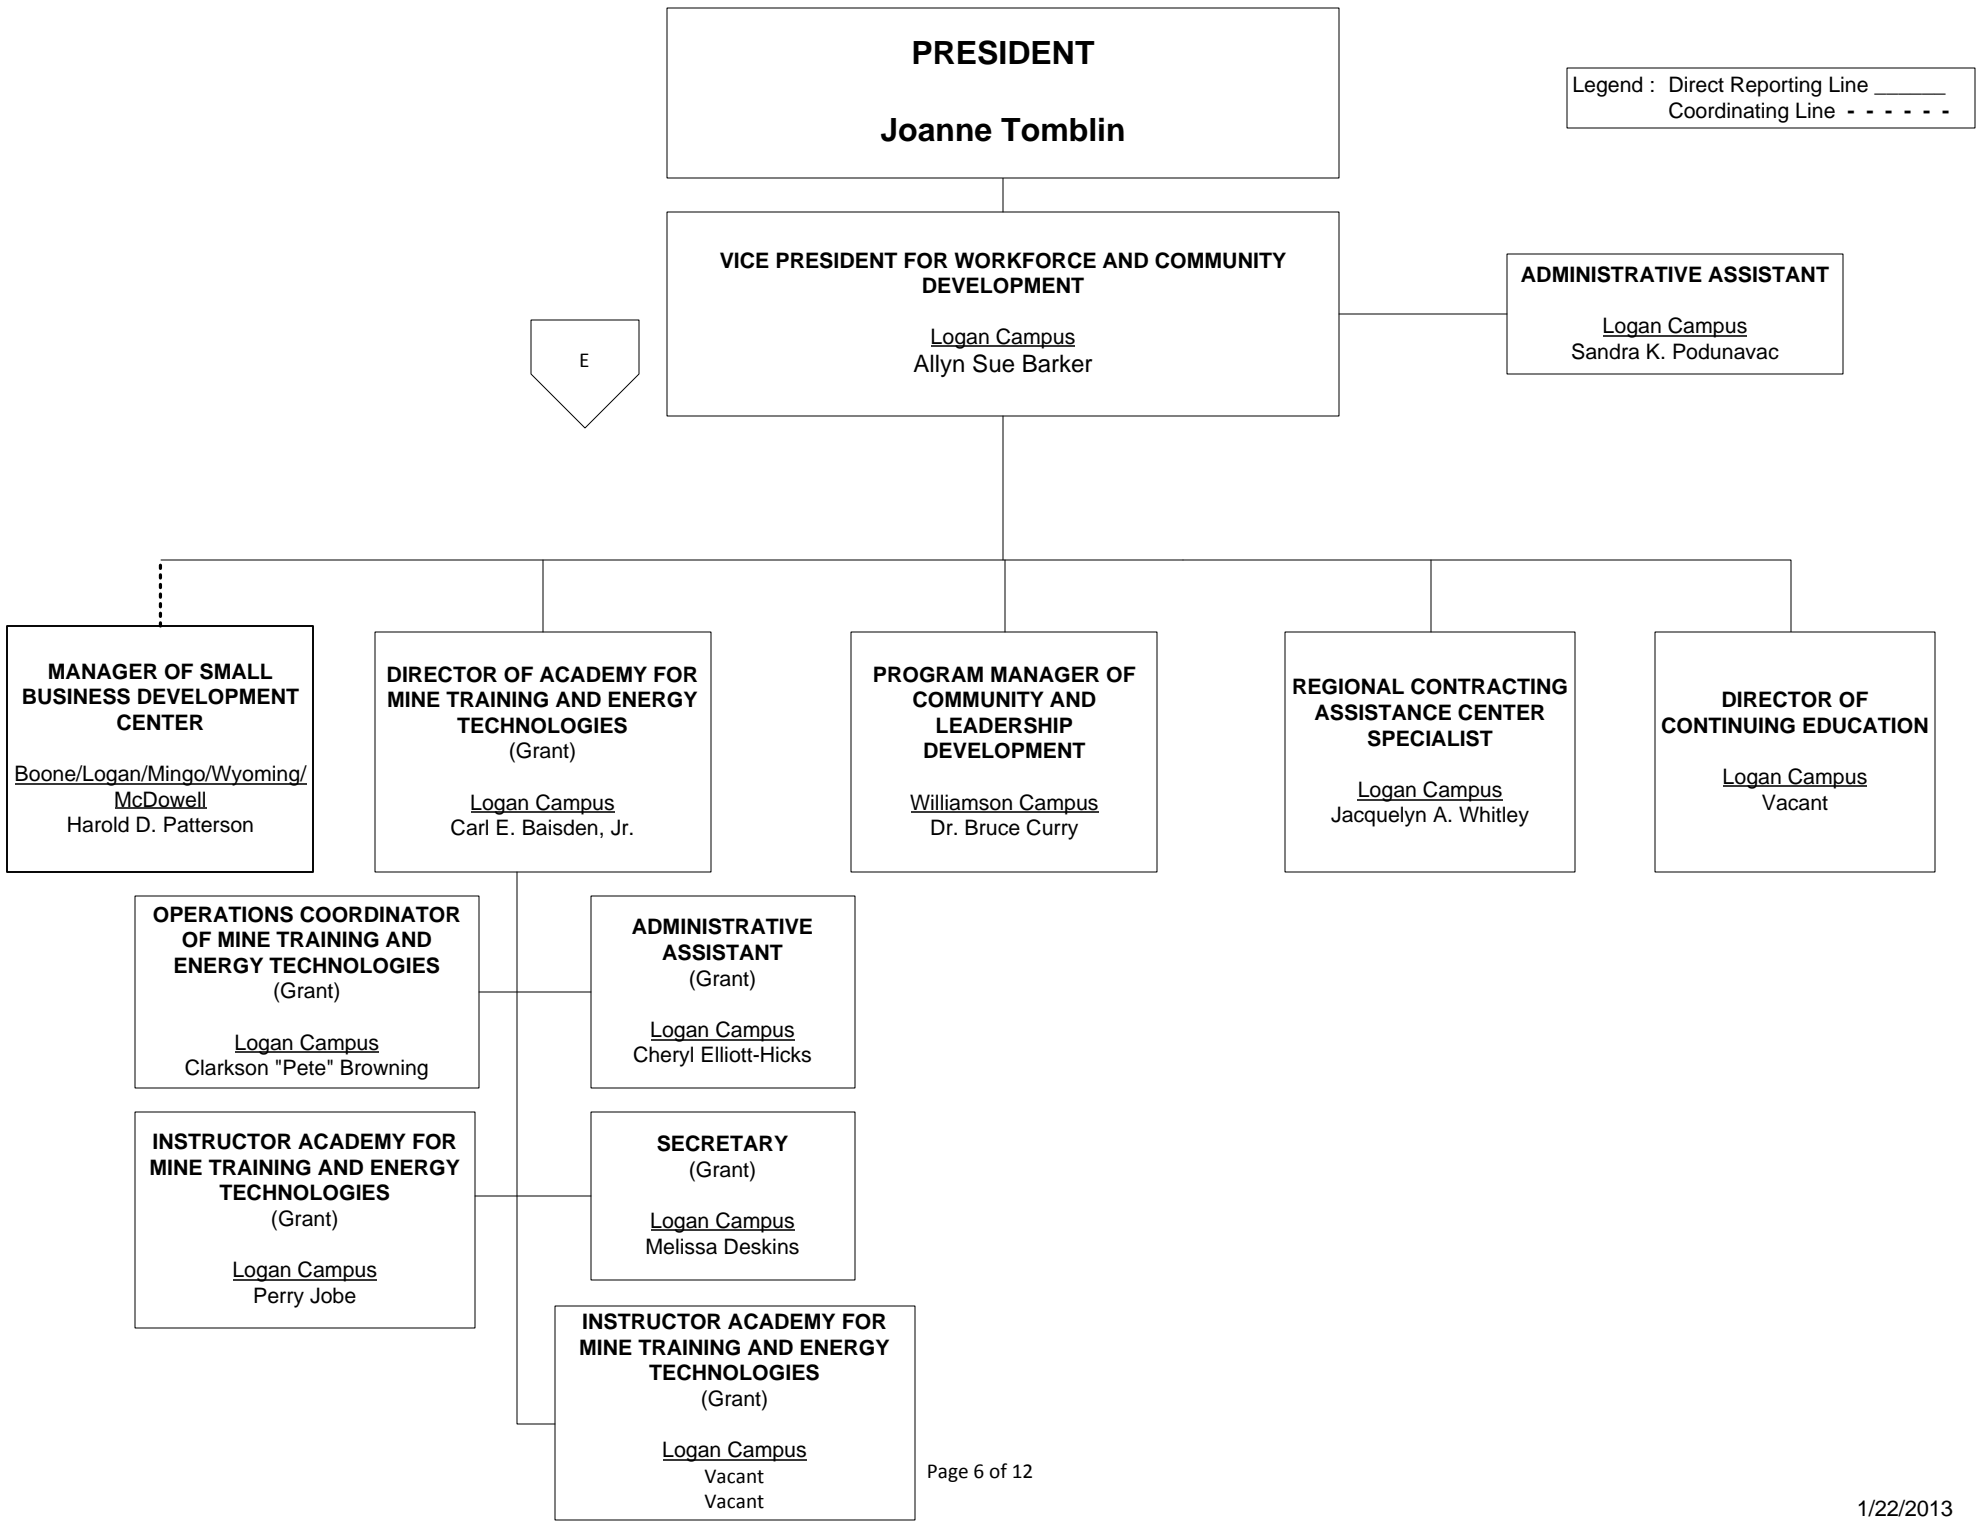 PRESIDENT
Joanne Tomblin
Legend : Direct Reporting Line ______
Coordinating Line - - - - - -
VICE PRESIDENT FOR WORKFORCE AND COMMUNITY
DEVELOPMENT
Logan Campus
Allyn Sue Barker
ADMINISTRATIVE ASSISTANT
Logan Campus
Sandra K. Podunavac
E
MANAGER OF SMALL
BUSINESS DEVELOPMENT
CENTER
Boone/Logan/Mingo/Wyoming/
McDowell
Harold D. Patterson
DIRECTOR OF ACADEMY FOR
MINE TRAINING AND ENERGY
TECHNOLOGIES
(Grant)
Logan Campus
Carl E. Baisden, Jr.
PROGRAM MANAGER OF
COMMUNITY AND
LEADERSHIP
DEVELOPMENT
Williamson Campus
Dr. Bruce Curry
REGIONAL CONTRACTING
ASSISTANCE CENTER
SPECIALIST
Logan Campus
Jacquelyn A. Whitley
DIRECTOR OF
CONTINUING EDUCATION
Logan Campus
Vacant
OPERATIONS COORDINATOR
OF MINE TRAINING AND
ENERGY TECHNOLOGIES
(Grant)
Logan Campus
Clarkson "Pete" Browning
ADMINISTRATIVE
ASSISTANT
(Grant)
Logan Campus
Cheryl Elliott-Hicks
INSTRUCTOR ACADEMY FOR
MINE TRAINING AND ENERGY
TECHNOLOGIES
(Grant)
Logan Campus
Perry Jobe
SECRETARY
(Grant)
Logan Campus
Melissa Deskins
INSTRUCTOR ACADEMY FOR
MINE TRAINING AND ENERGY
TECHNOLOGIES
(Grant)
Logan Campus
Vacant
Vacant
Page 6 of 12
1/22/2013